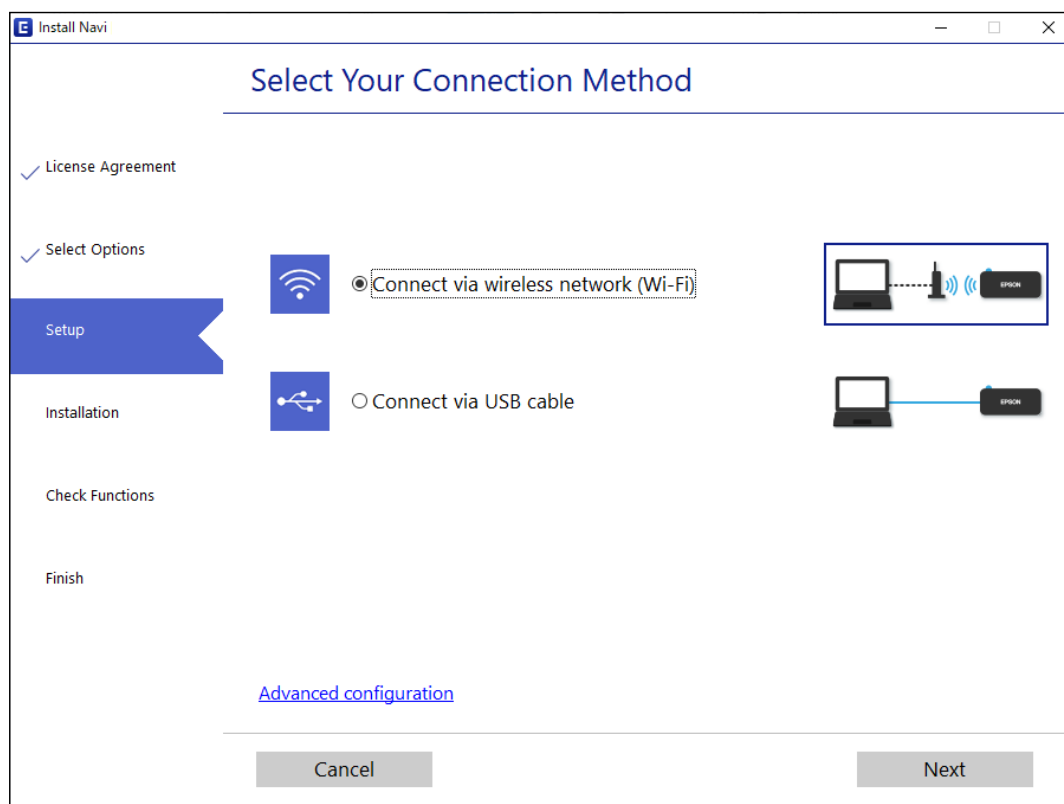 E Install Navi
Select Your Connection Method
License Agreement
Select Options
Setup
Installation
Check Functions
Finish
Connect via wireless network (Wi-Fi)
EPSON
Connect via USB cable
EPSON
Advanced configuration
Cancel
Next